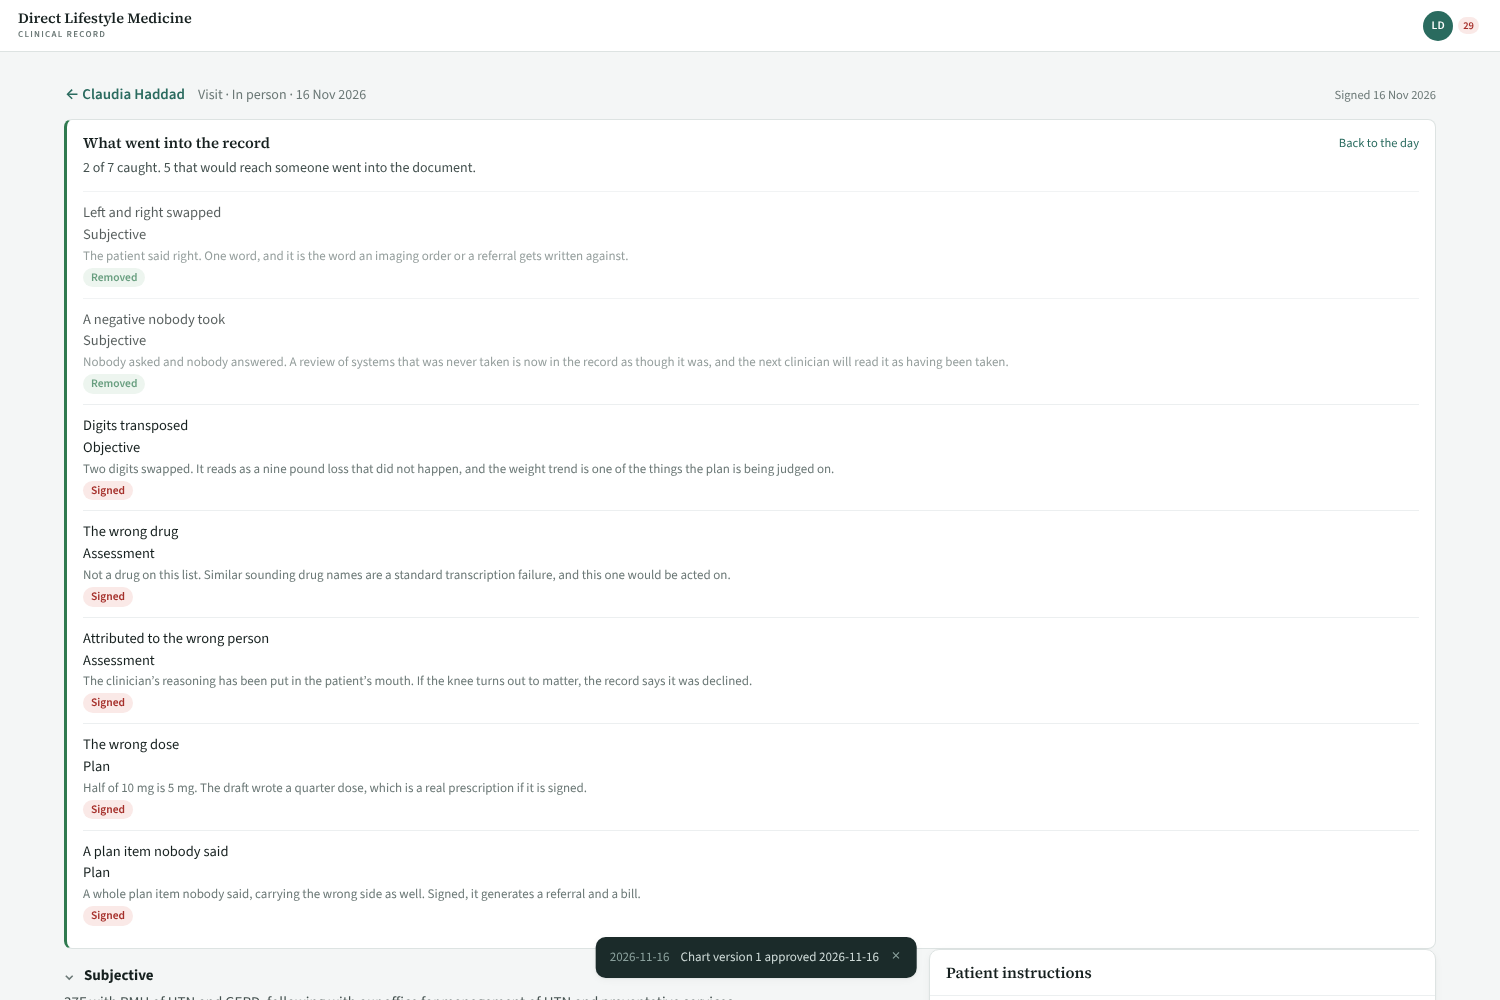 Direct Lifestyle Medicine
CLINICAL RECORD
LD
29
← Claudia Haddad
Visit · In person · 16 Nov 2026
Signed 16 Nov 2026
What went into the record
Back to the day
2 of 7 caught. 5 that would reach someone went into the document.
Left and right swapped
Subjective
The patient said right. One word, and it is the word an imaging order or a referral gets written against.
Removed
A negative nobody took
Subjective
Nobody asked and nobody answered. A review of systems that was never taken is now in the record as though it was, and the next clinician will read it as having been taken.
Removed
Digits transposed
Objective
Two digits swapped. It reads as a nine pound loss that did not happen, and the weight trend is one of the things the plan is being judged on.
Signed
The wrong drug
Assessment
Not a drug on this list. Similar sounding drug names are a standard transcription failure, and this one would be acted on.
Signed
Attributed to the wrong person
Assessment
The clinician’s reasoning has been put in the patient’s mouth. If the knee turns out to matter, the record says it was declined.
Signed
The wrong dose
Plan
Half of 10 mg is 5 mg. The draft wrote a quarter dose, which is a real prescription if it is signed.
Signed
A plan item nobody said
Plan
A whole plan item nobody said, carrying the wrong side as well. Signed, it generates a referral and a bill.
Signed
2026-11-16 Chart version 1 approved 2026-11-16 ×
Subjective
Patient instructions